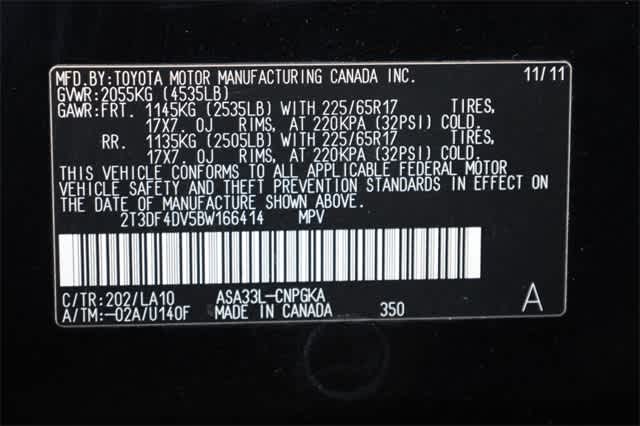 MFD.BY:TOYOTA MOTOR MANUFACTURING CANADA INC. 11/11
GVWR:2055KG (4535LB)
GAWR:FRT. 1145KG (2535LB) WITH 225/65R17 TIRES,
17X7.0J RIMS, AT 220KPA (32PSI) COLD.
RR. 1135KG (2505LB) WITH 225/65R17 TIRES,
17X7.0J RIMS, AT 220KPA (32PSI) COLD.
THIS VEHICLE CONFORMS TO ALL APPLICABLE FEDERAL MOTOR
VEHICLE SAFETY AND THEFT PREVENTION STANDARDS IN EFFECT ON
THE DATE OF MANUFACTURE SHOWN ABOVE.
2T3DF4DV5BW166414 MPV
C/TR:202/LA10 ASA33L-CNPGKA A
A/TM:-02A/U140F MADE IN CANADA 350